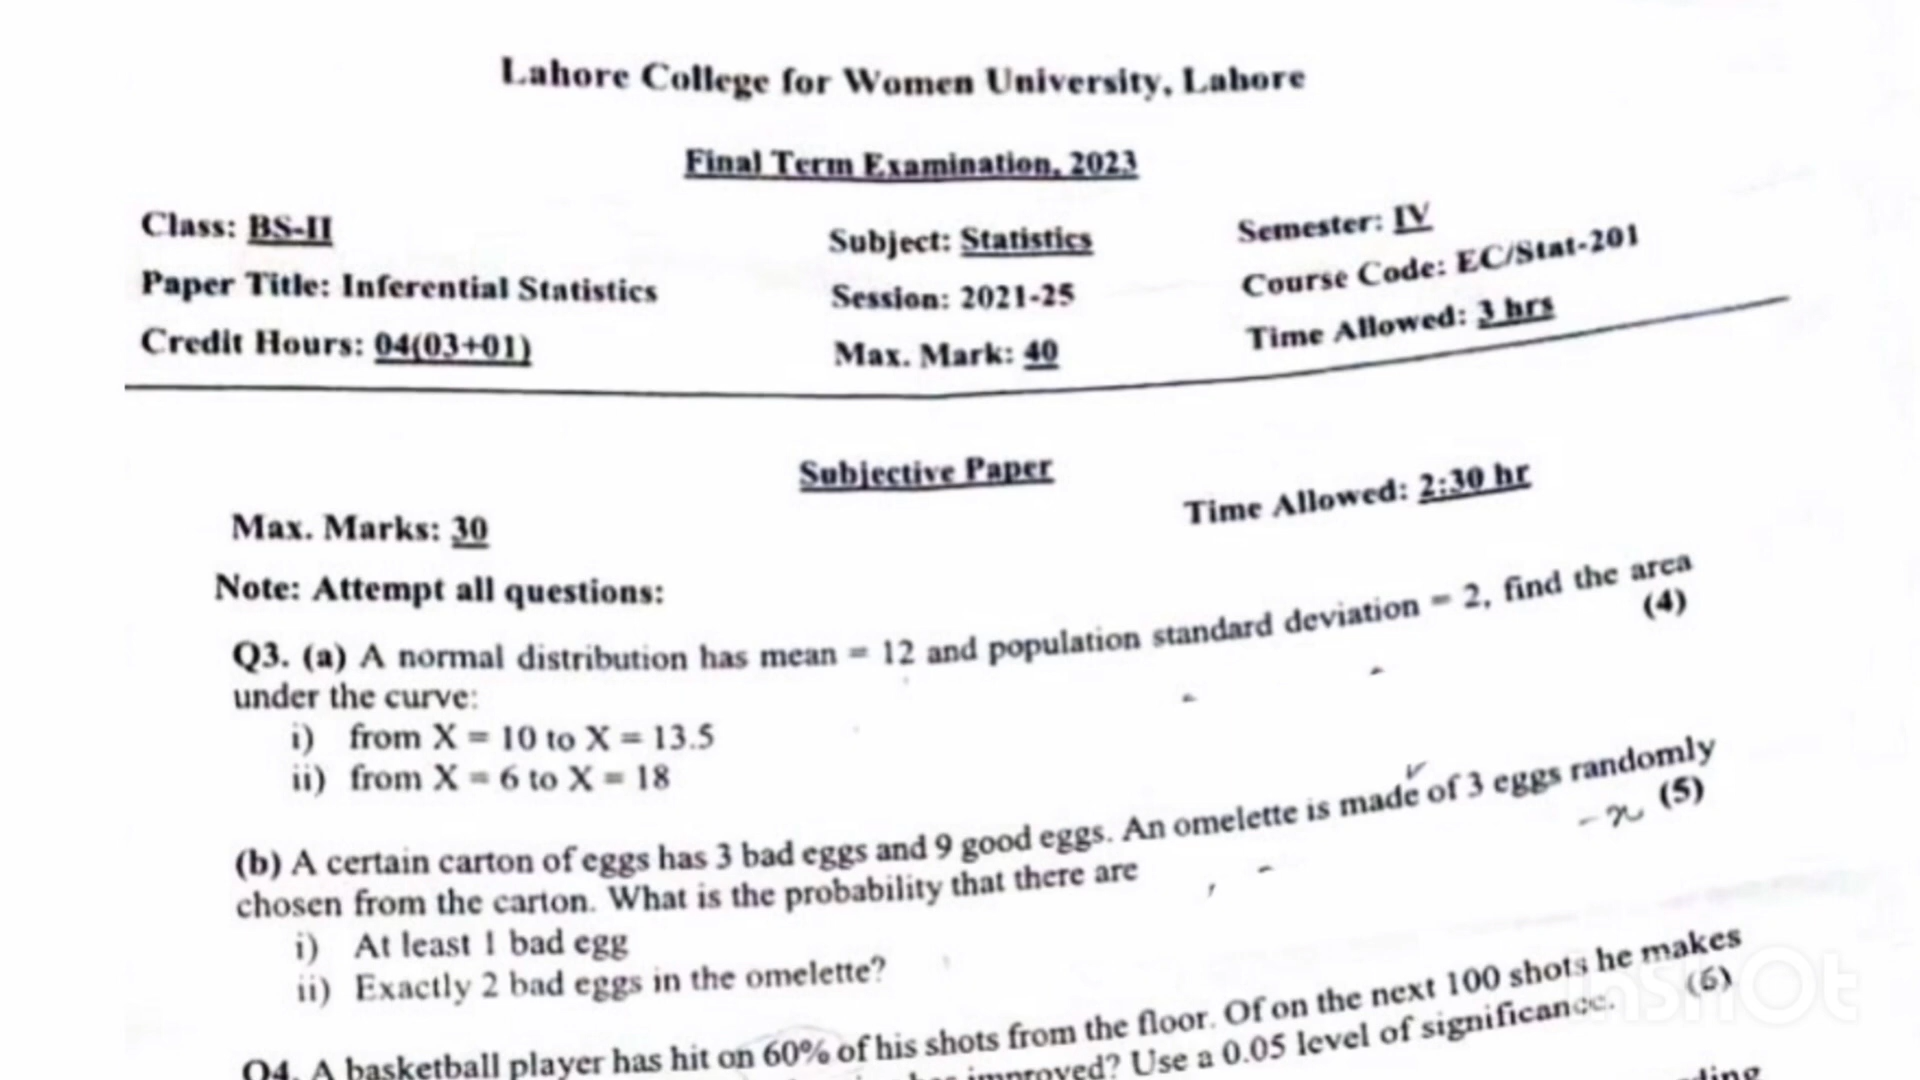 Lahore College for Women University, Lahore
Final Term Examination, 2023
Class: BS-II
Subject: Statistics
Semester: IV
Paper Title: Inferential Statistics
Session: 2021-25
Course Code: EC/Stat-201
Credit Hours: 04(03+01)
Max. Mark: 40
Time Allowed: 3 hrs
Subjective Paper
Max. Marks: 30
Time Allowed: 2:30 hr
Note: Attempt all questions:
Q3. (a) A normal distribution has mean = 12 and population standard deviation = 2, find the area
under the curve: (4)
i) from X = 10 to X = 13.5
ii) from X = 6 to X = 18
(b) A certain carton of eggs has 3 bad eggs and 9 good eggs. An omelette is made of 3 eggs randomly
chosen from the carton. What is the probability that there are (5)
i) At least 1 bad egg
ii) Exactly 2 bad eggs in the omelette?
Q4. A basketball player has hit on 60% of his shots from the floor. Of on the next 100 shots he makes
improved? Use a 0.05 level of significance. (6)
InShOt